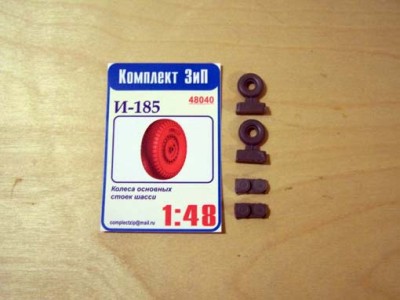 Комплект ЗиП
И-185
48040
Колеса основных
стоек шасси
1:48
complectzip@mail.ru